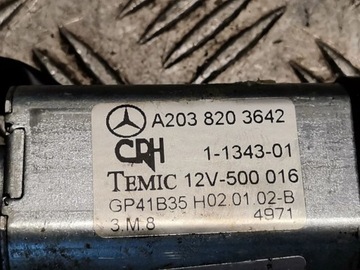 A203 820 3642
CRH 1-1343-01
TEMIC 12V-500 016
GP41B35 H02 01 02-B
3.M.8 4971